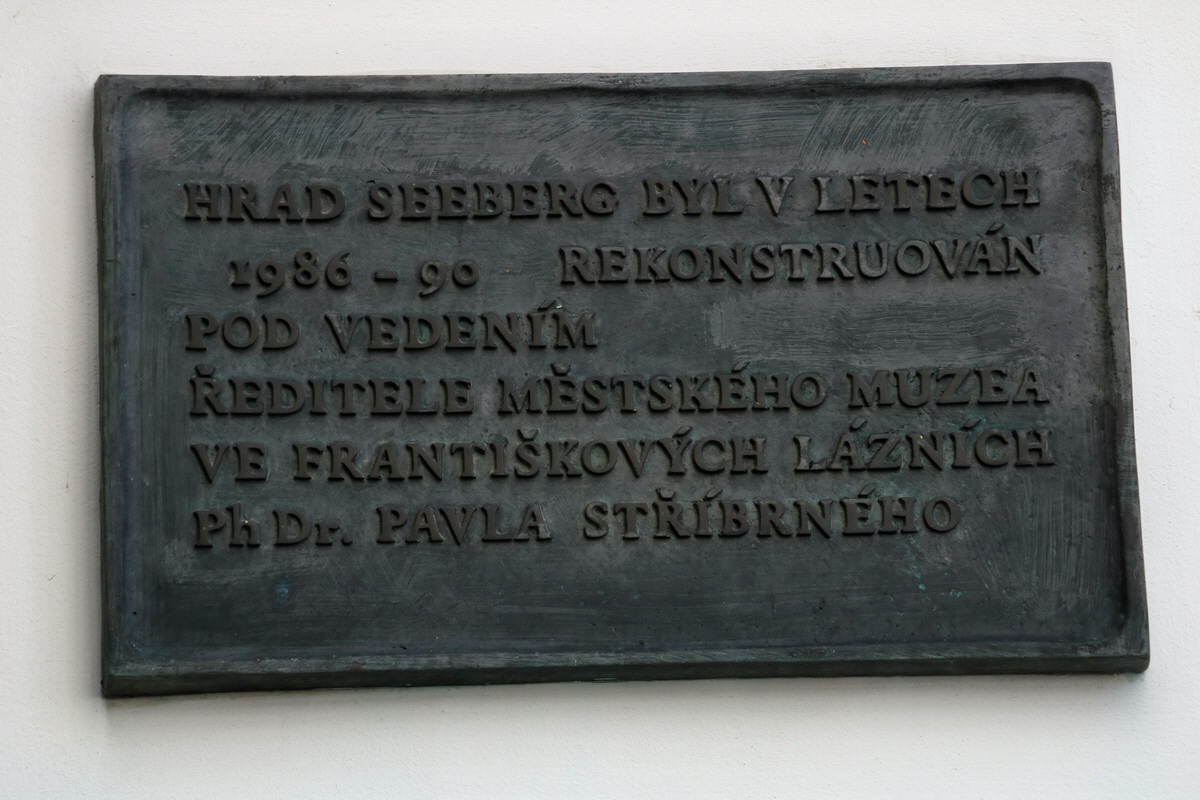 HRAD SEEBERG BYL V LETECH
1986 - 90 REKONSTRUOVÁN
POD VEDENÍM
ŘEDITELE MĚSTSKÉHO MUZEA
VE FRANTIŠKOVÝCH LÁZNÍCH
PhDr. PAVLA STŘÍBRNÉHO